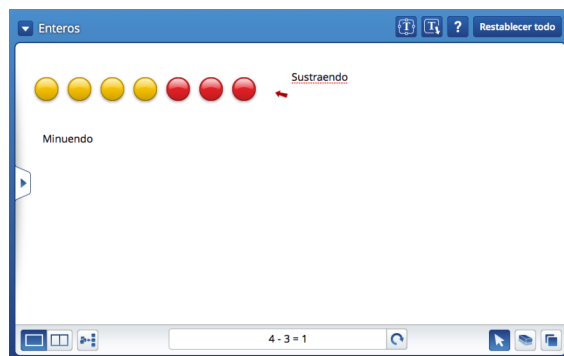 Enteros
?
Restablecer todo
Sustraendo
Minuendo
4 - 3 = 1